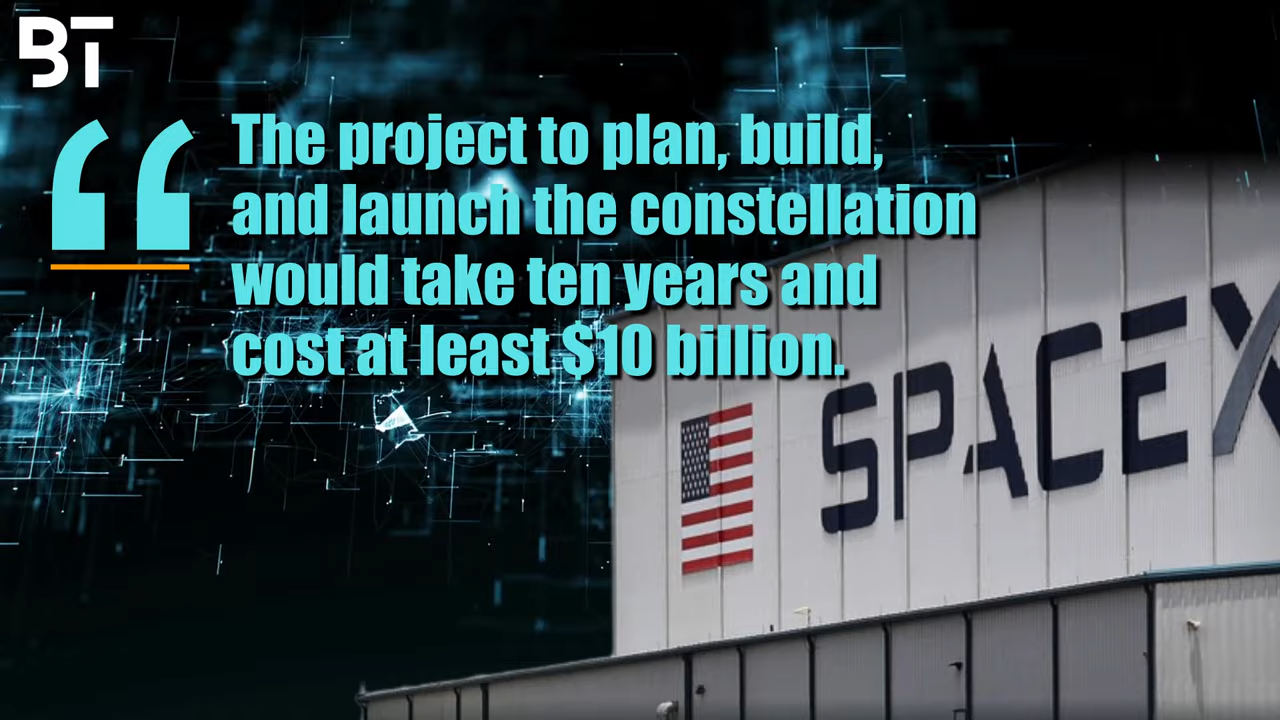 BT
The project to plan, build,
and launch the constellation
would take ten years and
cost at least $10 billion.
SPACEX